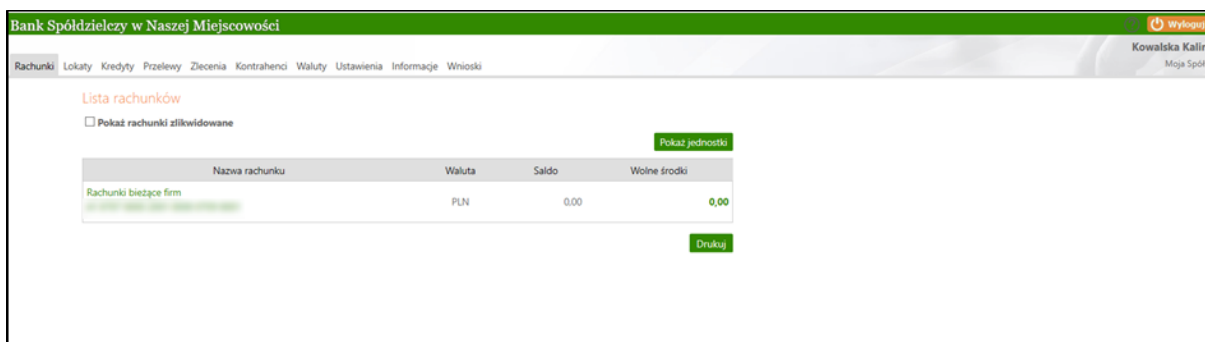 Bank Spółdzielczy w Naszej Miejscowości
Wyloguj
Kowalska Kalin
Moja Spół
Rachunki Lokaty Kredyty Przelewy Zlecenia Kontrahenci Waluty Ustawienia Informacje Wnioski
Lista rachunków
Pokaż rachunki zlikwidowane
Pokaż jednostki
Nazwa rachunku Waluta Saldo Wolne środki
Rachunki bieżące firm
PLN 0,00 0,00
Drukuj